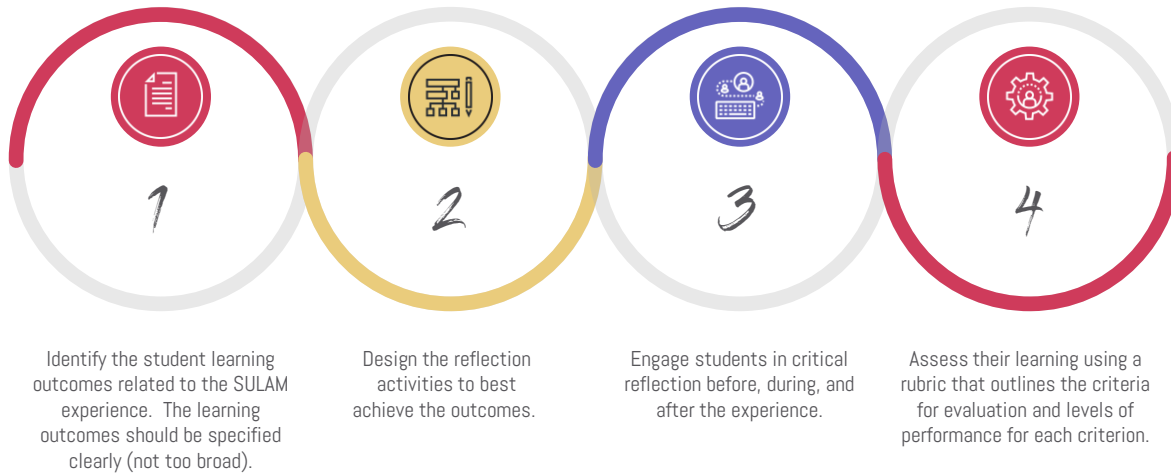 1
2
3
4
Identify the student learning
outcomes related to the SULAM
experience.  The learning
outcomes should be specified
clearly (not too broad).
Design the reflection
activities to best
achieve the outcomes.
Engage students in critical
reflection before, during, and
after the experience.
Assess their learning using a
rubric that outlines the criteria
for evaluation and levels of
performance for each criterion.